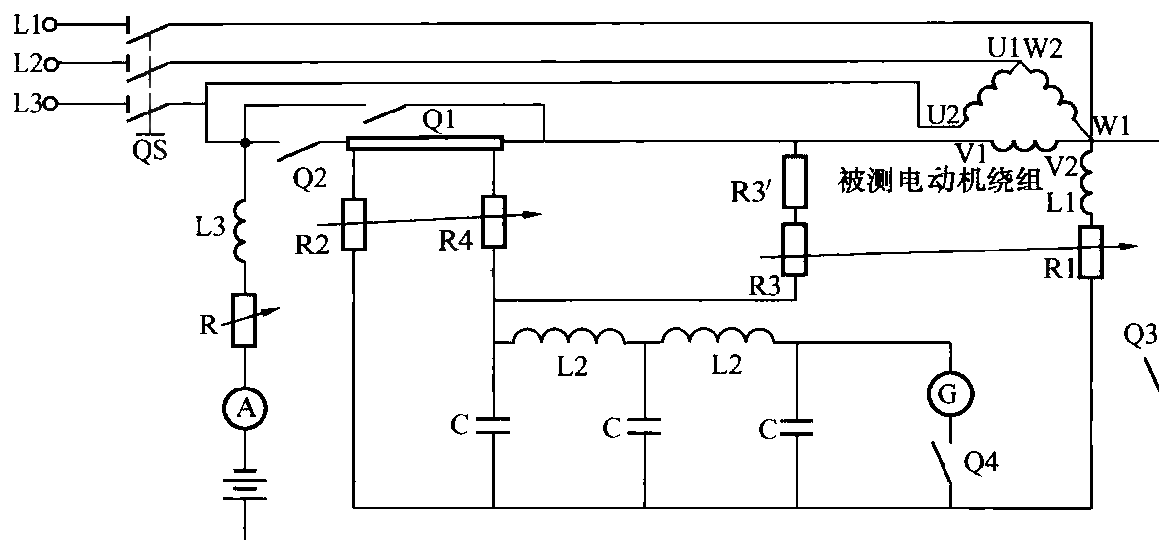 L1
L2
U1W2
L3
Q1
U2
W1
QS
Q2
V1
V2
R3′
被测电动机绕组
L3
R2
R4
L1
R3
R1
R
Q3
L2
L2
A
C
C
C
G
Q4